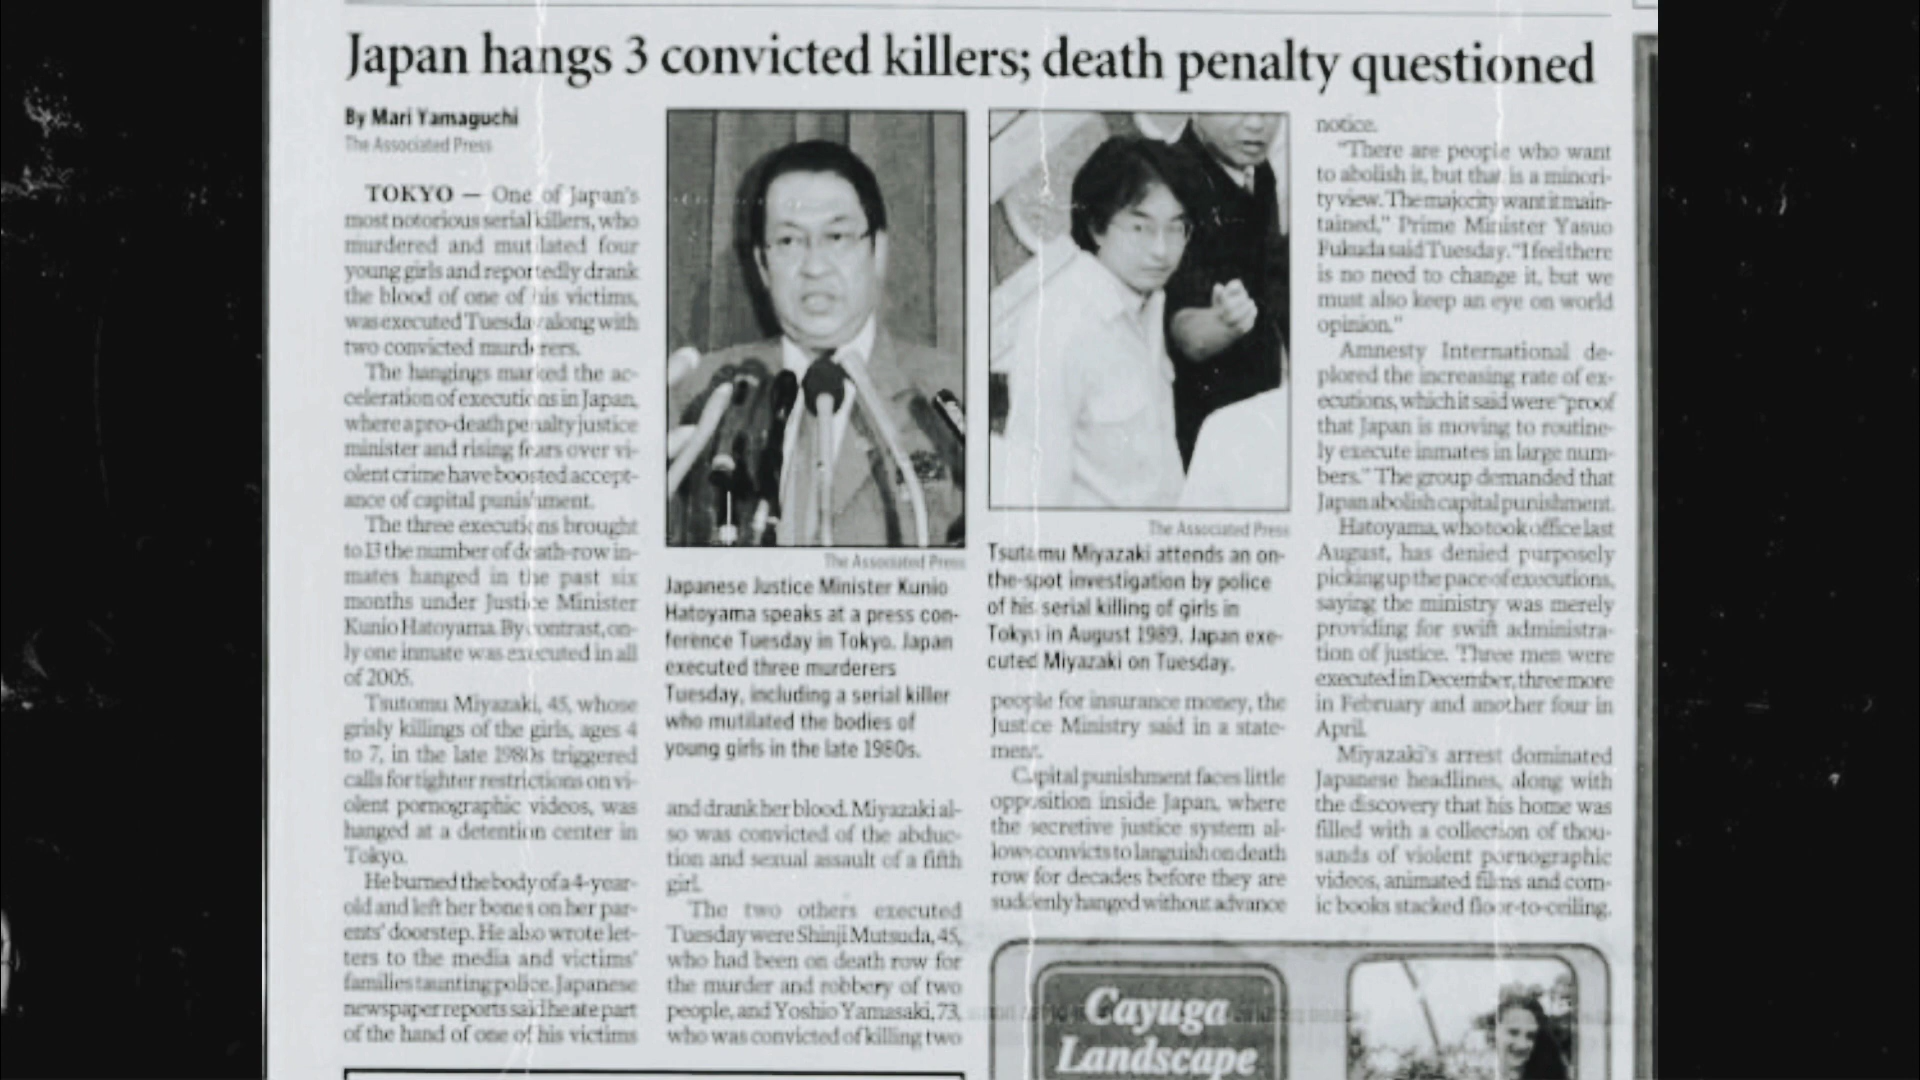 Japan hangs 3 convicted killers; death penalty questioned
By Mari Yamaguchi
The Associated Press
TOKYO — One of Japan's
most notorious serial killers, who
murdered and mutilated four
young girls and reportedly drank
the blood of one of his victims,
was executed Tuesday along with
two convicted murderers.
The hangings marked the ac-
celeration of executions in Japan,
where a pro-death penalty justice
minister and rising fears over vi-
olent crime have boosted accept-
ance of capital punishment.
The three executions brought
to 13 the number of death-row in-
mates hanged in the past six
months under Justice Minister
Kunio Hatoyama. By contrast, on-
ly one inmate was executed in all
of 2005.
Tsutomu Miyazaki, 45, whose
grisly killings of the girls, ages 4
to 7, in the late 1980s triggered
calls for tighter restrictions on vi-
olent pornographic videos, was
hanged at a detention center in
Tokyo.
He burned the body of a 4-year-
old and left her bones on her par-
ents' doorstep. He also wrote let-
ters to the media and victims'
families taunting police. Japanese
newspaper reports said he ate part
of the hand of one of his victims
The Associated Press
Japanese Justice Minister Kunio
Hatoyama speaks at a press con-
ference Tuesday in Tokyo. Japan
executed three murderers
Tuesday, including a serial killer
who mutilated the bodies of
young girls in the late 1980s.
and drank her blood. Miyazaki al-
so was convicted of the abduc-
tion and sexual assault of a fifth
girl.
The two others executed
Tuesday were Shinji Mutsuda, 45,
who had been on death row for
the murder and robbery of two
people, and Yoshio Yamasaki, 73,
who was convicted of killing two
The Associated Press
Tsutomu Miyazaki attends an on-
the-spot investigation by police
of his serial killing of girls in
Tokyo in August 1989. Japan exe-
cuted Miyazaki on Tuesday.
people for insurance money, the
Justice Ministry said in a state-
ment.
Capital punishment faces little
opposition inside Japan, where
the secretive justice system al-
lows convicts to languish on death
row for decades before they are
suddenly hanged without advance
notice.
"There are people who want
to abolish it, but that is a minori-
ty view. The majority want it main-
tained," Prime Minister Yasuo
Fukuda said Tuesday. "I feel there
is no need to change it, but we
must also keep an eye on world
opinion."
Amnesty International de-
plored the increasing rate of ex-
ecutions, which it said were "proof
that Japan is moving to routine-
ly execute inmates in large num-
bers." The group demanded that
Japan abolish capital punishment.
Hatoyama, who took office last
August, has denied purposely
picking up the pace of executions,
saying the ministry was merely
providing for swift administra-
tion of justice. Three men were
executed in December, three more
in February and another four in
April.
Miyazaki's arrest dominated
Japanese headlines, along with
the discovery that his home was
filled with a collection of thou-
sands of violent pornographic
videos, animated films and com-
ic books stacked floor-to-ceiling.
Cayuga
Landscape